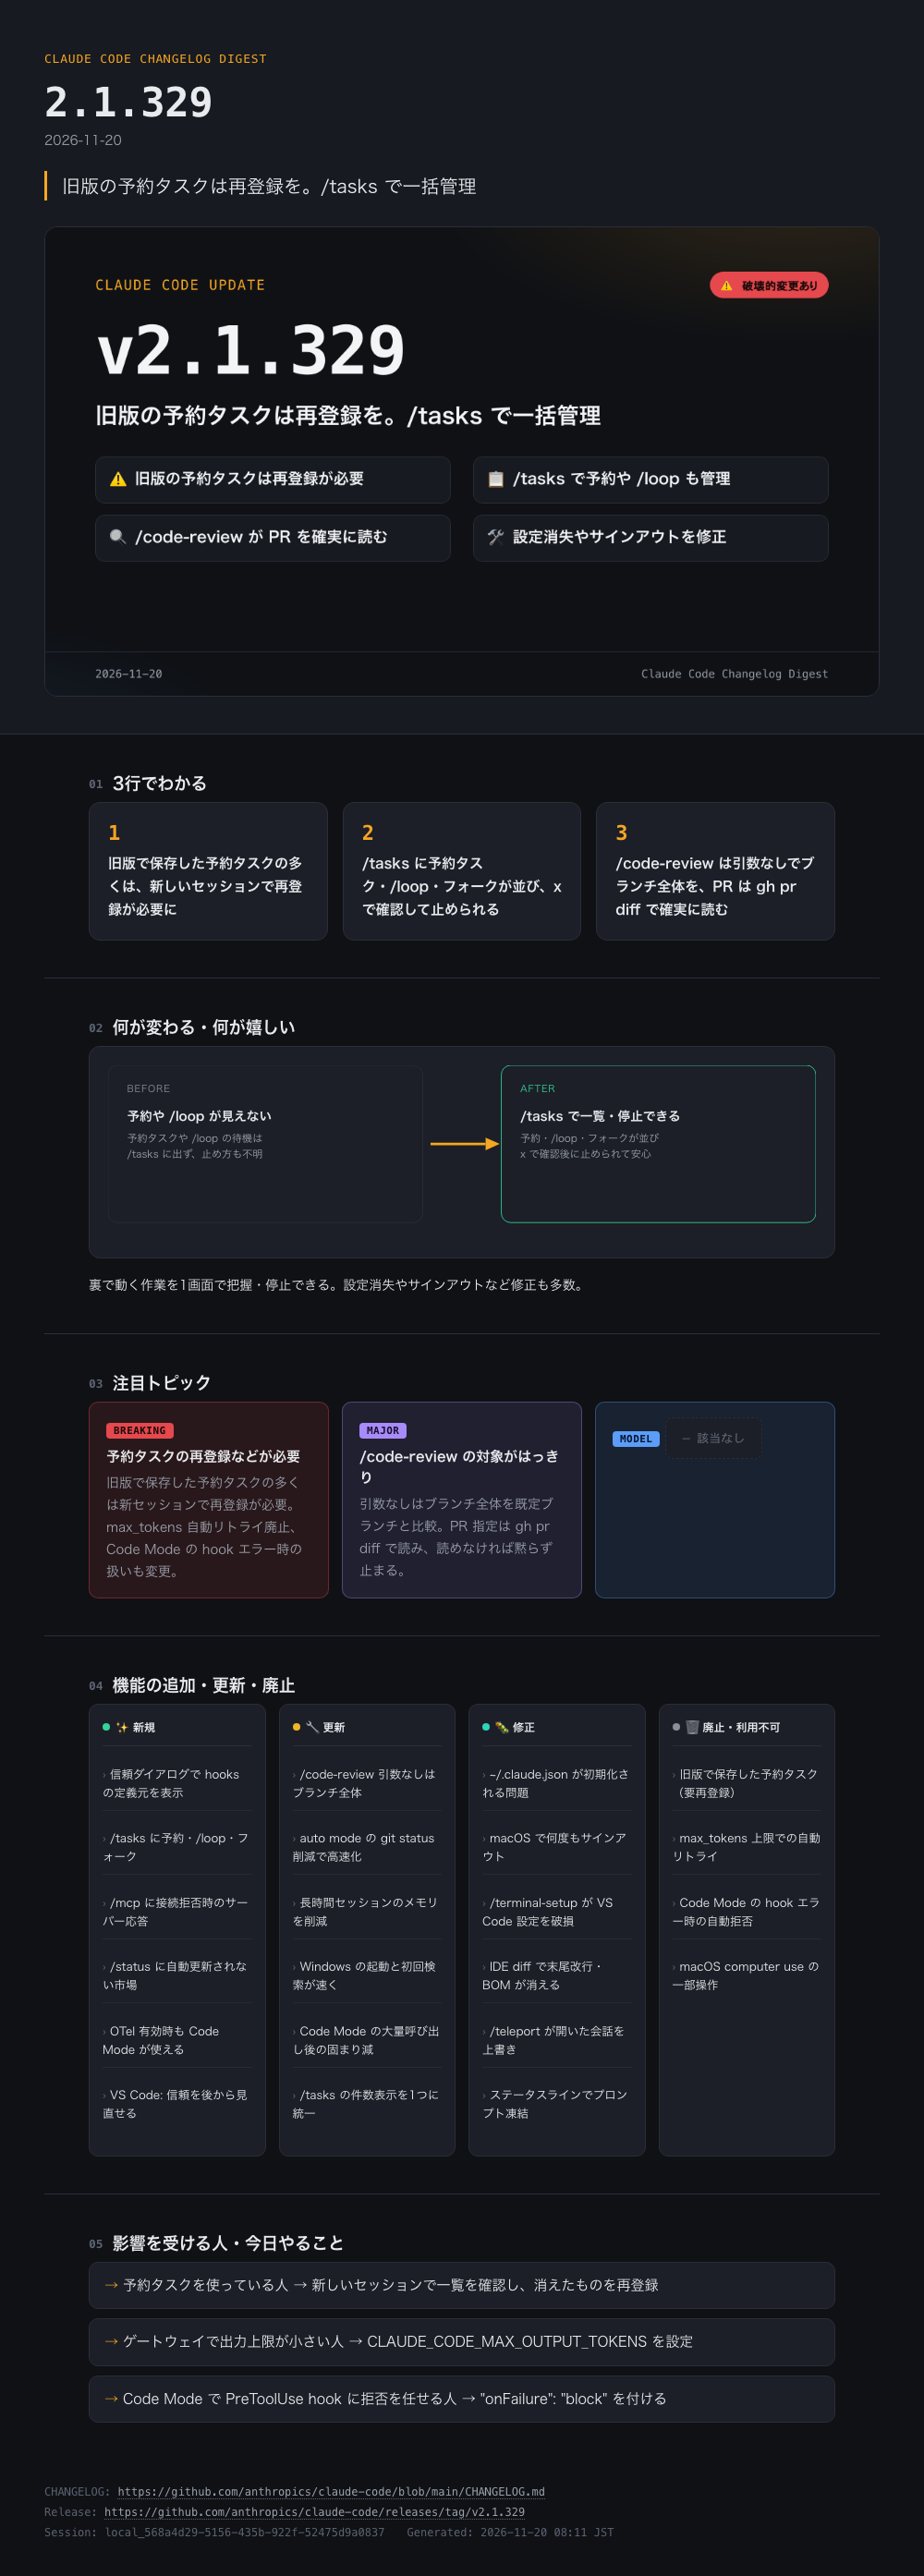 CLAUDE CODE CHANGELOG DIGEST
2.1.329
2026-11-20
旧版の予約タスクは再登録を。/tasks で一括管理
CLAUDE CODE UPDATE
⚠️ 破壊的変更あり
v2.1.329
旧版の予約タスクは再登録を。/tasks で一括管理
⚠️ 旧版の予約タスクは再登録が必要
📋 /tasks で予約や /loop も管理
🔍 /code-review が PR を確実に読む
🛠️ 設定消失やサインアウトを修正
2026-11-20
Claude Code Changelog Digest
01 3行でわかる
1
旧版で保存した予約タスクの多
くは、新しいセッションで再登
録が必要に
2
/tasks に予約タス
ク・/loop・フォークが並び、x
で確認して止められる
3
/code-review は引数なしでブ
ランチ全体を、PR は gh pr
diff で確実に読む
02 何が変わる・何が嬉しい
BEFORE
予約や /loop が見えない
予約タスクや /loop の待機は
/tasks に出ず、止め方も不明
AFTER
/tasks で一覧・停止できる
予約・/loop・フォークが並び
x で確認後に止められて安心
裏で動く作業を1画面で把握・停止できる。設定消失やサインアウトなど修正も多数。
03 注目トピック
BREAKING
予約タスクの再登録などが必要
旧版で保存した予約タスクの多く
は新セッションで再登録が必要。
max_tokens 自動リトライ廃止、
Code Mode の hook エラー時の
扱いも変更。
MAJOR
/code-review の対象がはっき
り
引数なしはブランチ全体を既定ブ
ランチと比較。PR 指定は gh pr
diff で読み、読めなければ黙らず
止まる。
MODEL
— 該当なし
04 機能の追加・更新・廃止
✨ 新規
› 信頼ダイアログで hooks
の定義元を表示
› /tasks に予約・/loop・フ
ォーク
› /mcp に接続拒否時のサー
バー応答
› /status に自動更新されな
い市場
› OTel 有効時も Code
Mode が使える
› VS Code: 信頼を後から見
直せる
🔧 更新
› /code-review 引数なしは
ブランチ全体
› auto mode の git status
削減で高速化
› 長時間セッションのメモリ
を削減
› Windows の起動と初回検
索が速く
› Code Mode の大量呼び出
し後の固まり減
› /tasks の件数表示を1つに
統一
🐛 修正
› ~/.claude.json が初期化さ
れる問題
› macOS で何度もサインア
ウト
› /terminal-setup が VS
Code 設定を破損
› IDE diff で末尾改行・
BOM が消える
› /teleport が開いた会話を
上書き
› ステータスラインでプロン
プト凍結
🗑️ 廃止・利用不可
› 旧版で保存した予約タスク
（要再登録）
› max_tokens 上限での自動
リトライ
› Code Mode の hook エラ
ー時の自動拒否
› macOS computer use の
一部操作
05 影響を受ける人・今日やること
→ 予約タスクを使っている人 → 新しいセッションで一覧を確認し、消えたものを再登録
→ ゲートウェイで出力上限が小さい人 → CLAUDE_CODE_MAX_OUTPUT_TOKENS を設定
→ Code Mode で PreToolUse hook に拒否を任せる人 → "onFailure": "block" を付ける
CHANGELOG: https://github.com/anthropics/claude-code/blob/main/CHANGELOG.md
Release: https://github.com/anthropics/claude-code/releases/tag/v2.1.329
Session: local_568a4d29-5156-435b-922f-52475d9a0837 Generated: 2026-11-20 08:11 JST